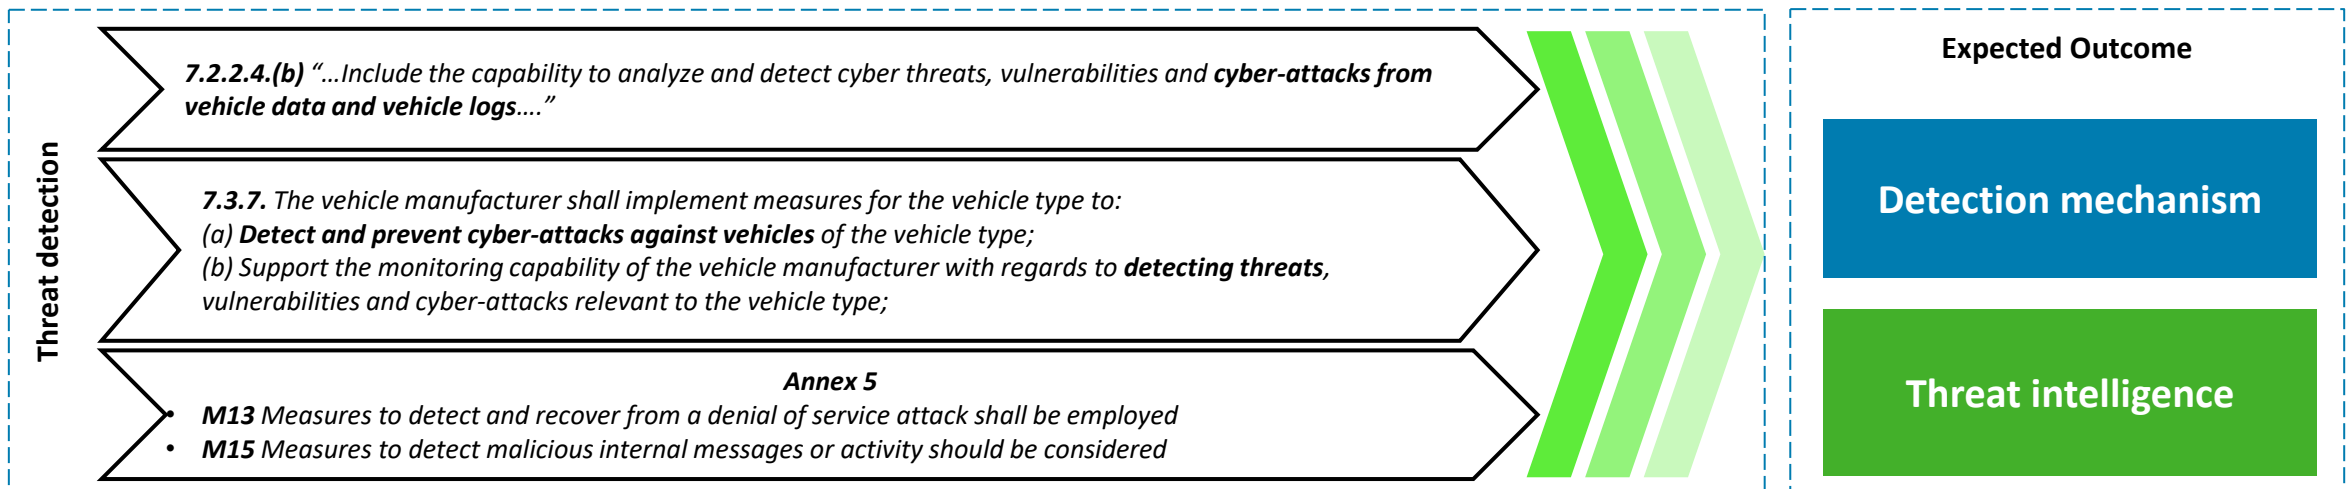 Threat detection
7.2.2.4.(b) “…Include the capability to analyze and detect cyber threats, vulnerabilities and cyber-attacks from
vehicle data and vehicle logs….”
7.3.7. The vehicle manufacturer shall implement measures for the vehicle type to:
(a) Detect and prevent cyber-attacks against vehicles of the vehicle type;
(b) Support the monitoring capability of the vehicle manufacturer with regards to detecting threats,
vulnerabilities and cyber-attacks relevant to the vehicle type;
Annex 5
• M13 Measures to detect and recover from a denial of service attack shall be employed
• M15 Measures to detect malicious internal messages or activity should be considered
Expected Outcome
Detection mechanism
Threat intelligence